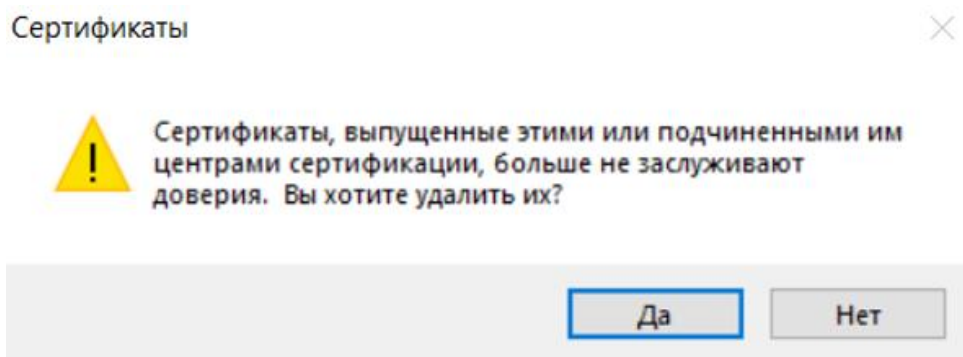 Сертификаты
Сертификаты, выпущенные этими или подчиненными им
центрами сертификации, больше не заслуживают
доверия.  Вы хотите удалить их?
Да
Нет